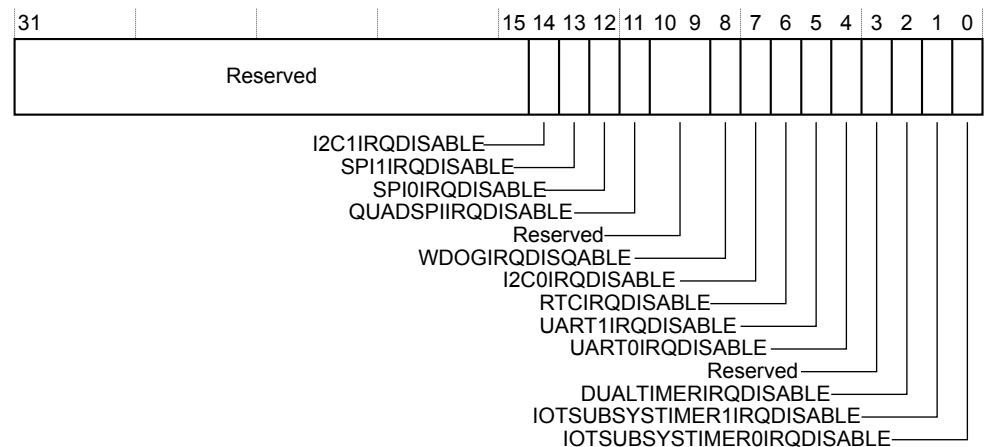 31 15 14 13 12 11 10 9 8 7 6 5 4 3 2 1 0
Reserved
I2C1IRQDISABLE
SPI1IRQDISABLE
SPI0IRQDISABLE
QUADSPIIRQDISABLE
Reserved
WDOGIRQDISQABLE
I2C0IRQDISABLE
RTCIRQDISABLE
UART1IRQDISABLE
UART0IRQDISABLE
Reserved
DUALTIMERIRQDISABLE
IOTSUBSYSTIMER1IRQDISABLE
IOTSUBSYSTIMER0IRQDISABLE